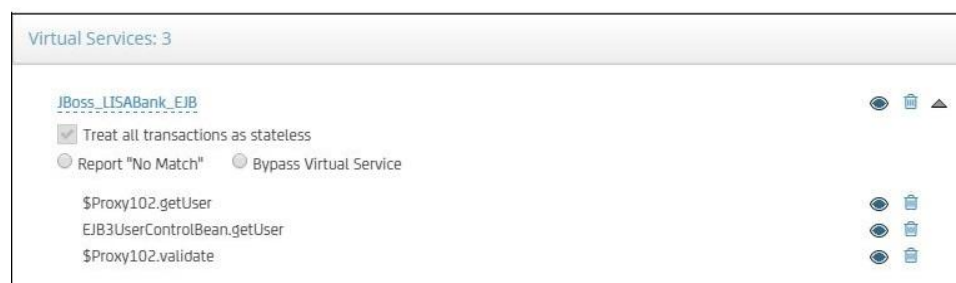 Virtual Services: 3
JBoss_LISABank_EJB
Treat all transactions as stateless
Report "No Match" Bypass Virtual Service
$Proxy102.getUser
EJB3UserControlBean.getUser
$Proxy102.validate